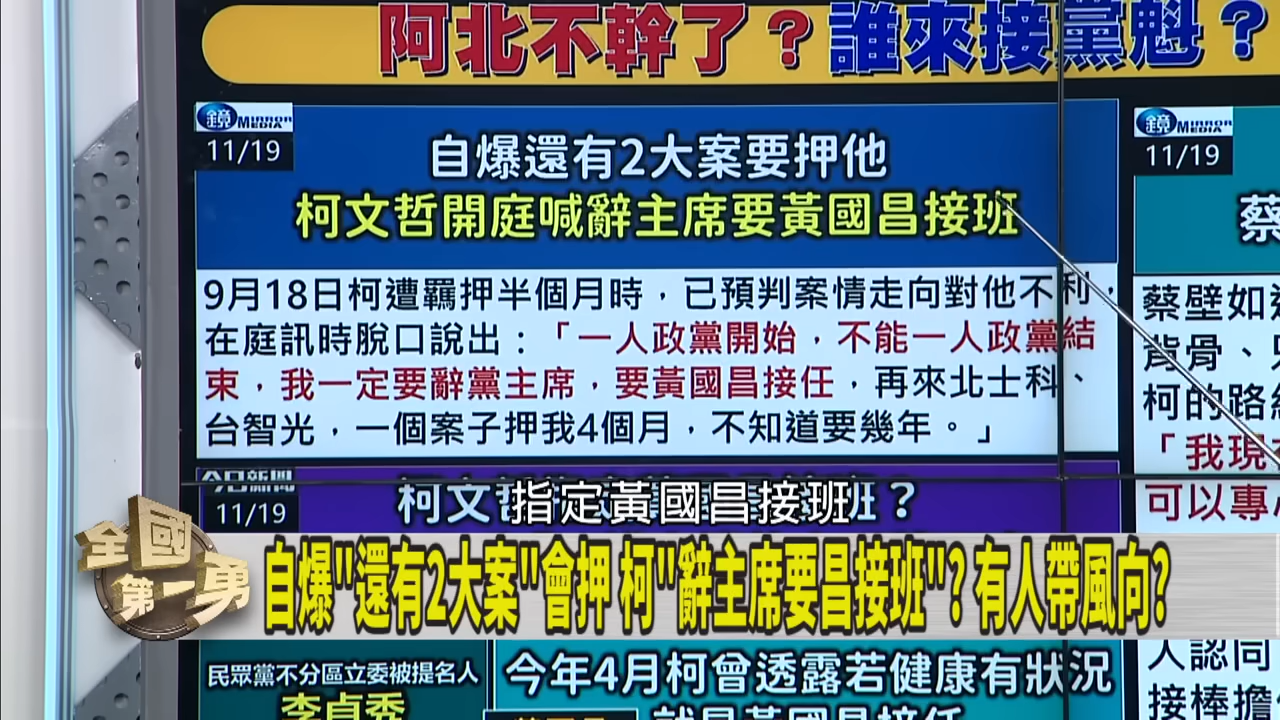 阿北不幹了？誰來接黨魁？
鏡 MIRROR MEDIA
11/19
自爆還有2大案要押他
柯文哲開庭喊辭主席要黃國昌接班
9月18日柯遭羈押半個月時，已預判案情走向對他不利，
在庭訊時脫口說出：「一人政黨開始，不能一人政黨結
束，我一定要辭黨主席，要黃國昌接任，再來北士科、
台智光，一個案子押我4個月，不知道要幾年。」
鏡 MIRROR MEDIA
11/19
蔡
蔡壁如
背骨、
柯的路
「我現
可以專
今日新聞
11/19
柯文哲 班？
指定黃國昌接班
全國第一勇
自爆"還有2大案"會押 柯"辭主席要昌接班"? 有人帶風向?
民眾黨不分區立委被提名人
李貞秀
今年4月柯曾透露若健康有狀況
就是黃國昌接任
人認同
接棒擔